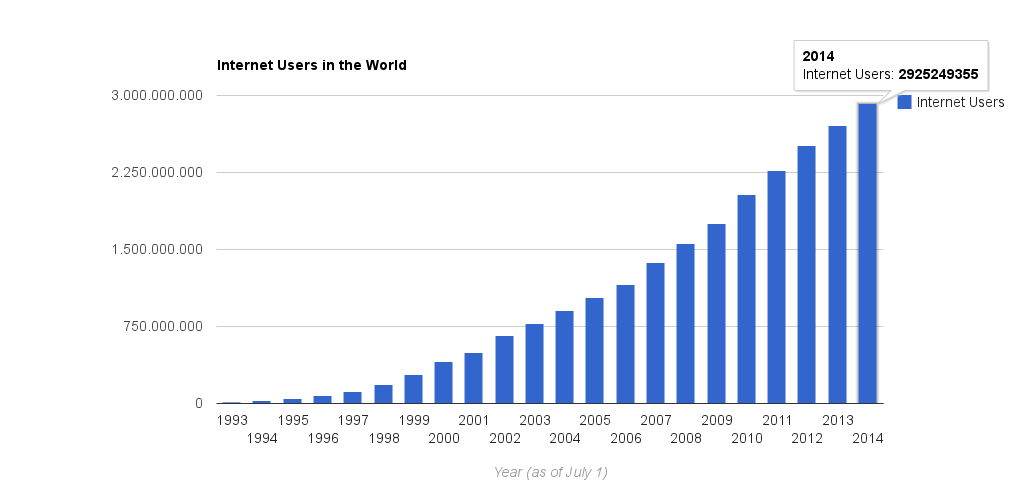 2014
Internet Users: 2925249355
Internet Users in the World
Internet Users
3.000.000.000
2.250.000.000
1.500.000.000
750.000.000
0
1993 1995 1997 1999 2001 2003 2005 2007 2009 2011 2013
1994 1996 1998 2000 2002 2004 2006 2008 2010 2012 2014
Year (as of July 1)